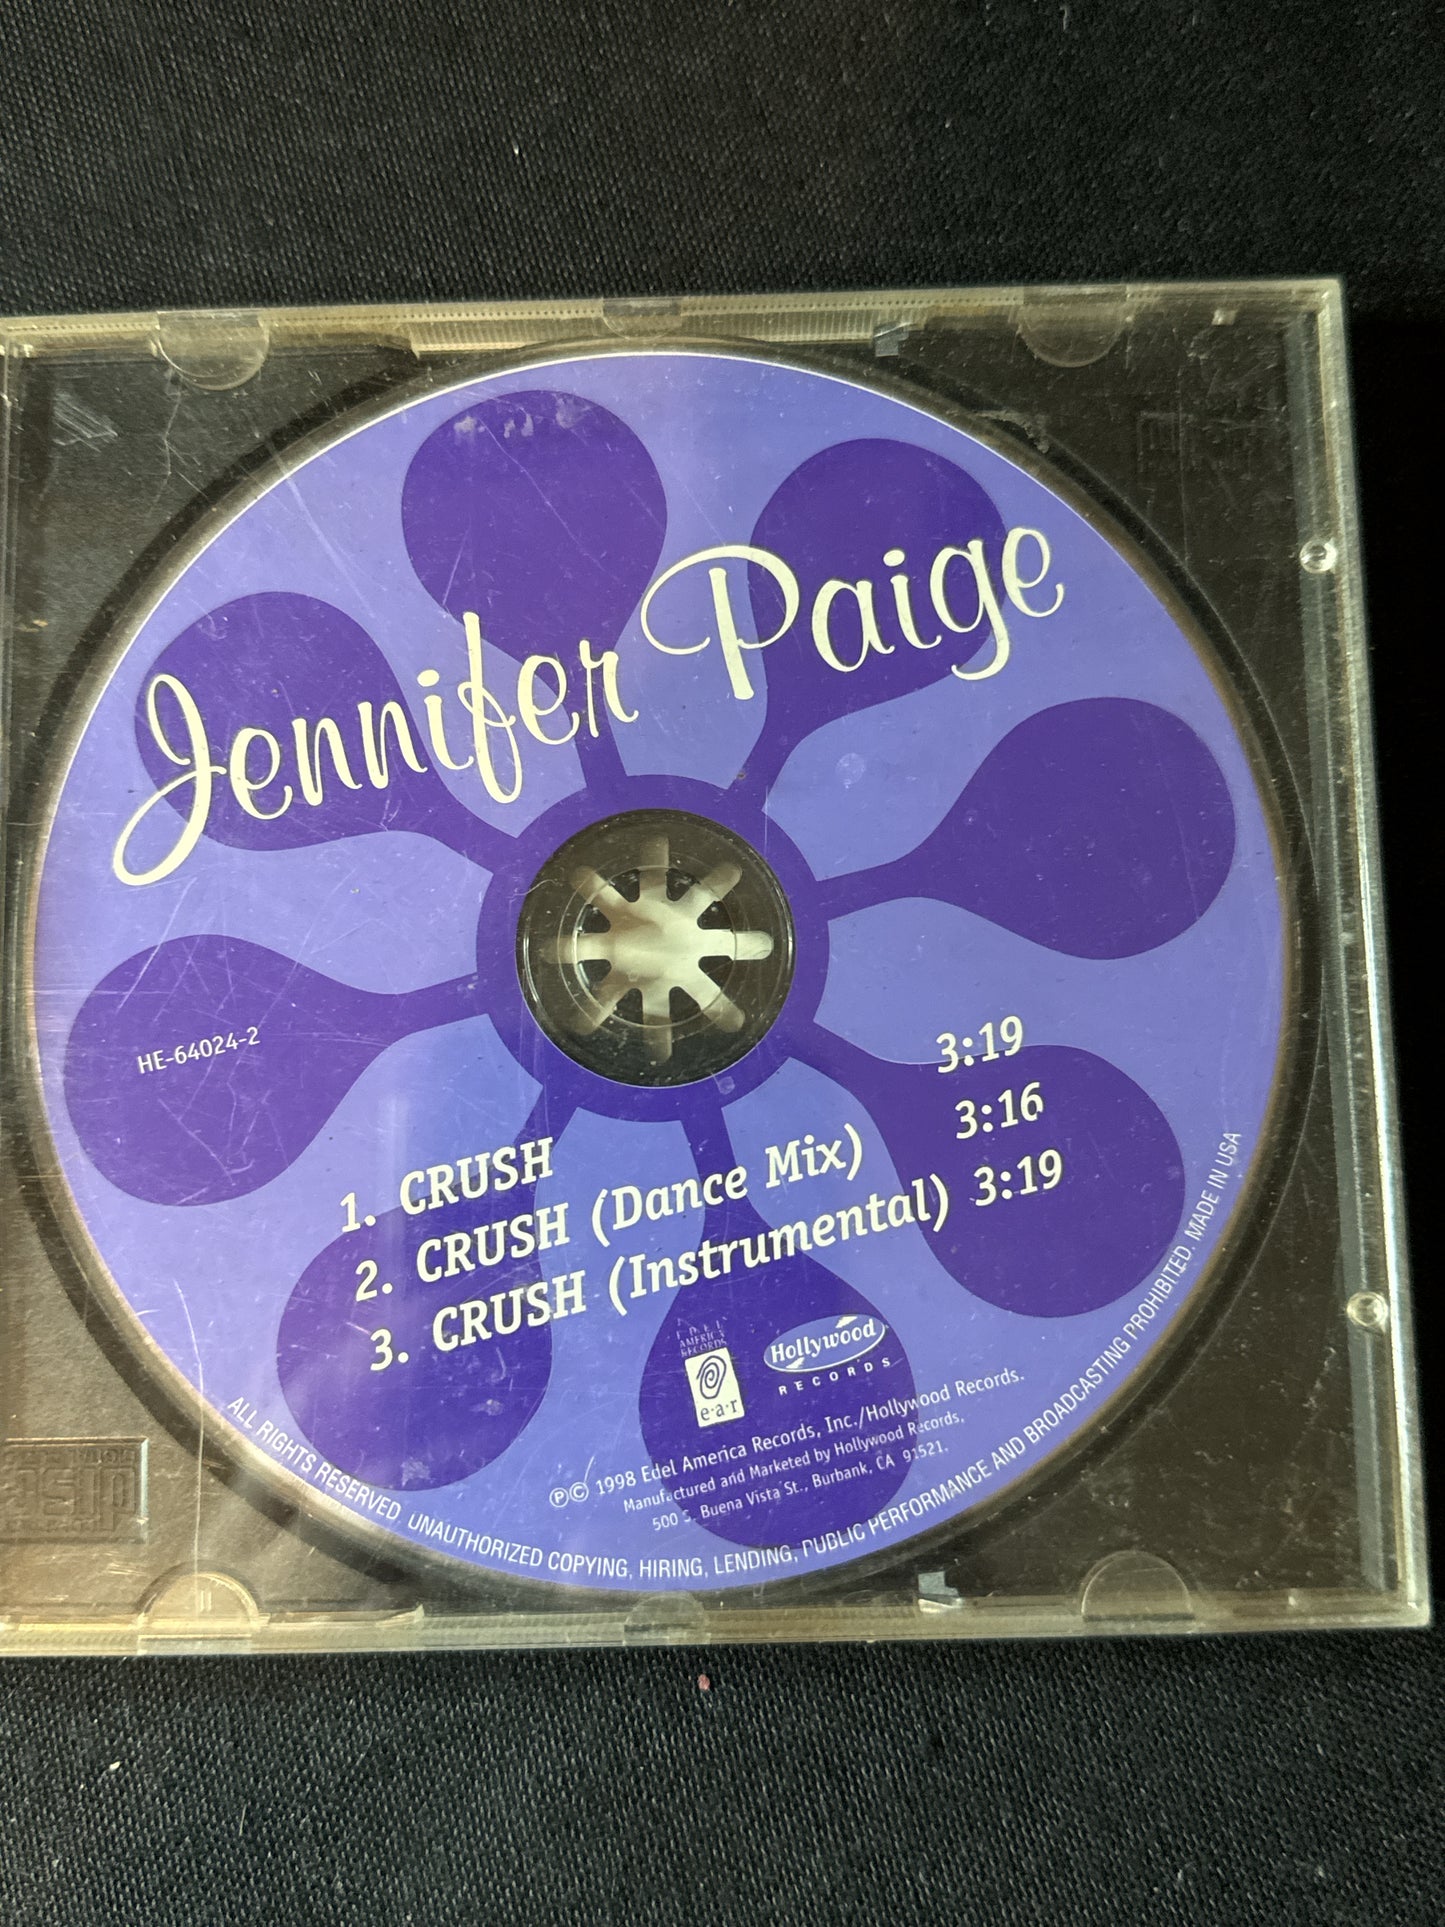 Jennifer Paige
HE-64024-2
1. CRUSH 3:19
2. CRUSH (Dance Mix) 3:16
3. CRUSH (Instrumental) 3:19
EDEL
AMERICA
RECORDS
e·a·r
Hollywood
RECORDS
℗© 1998 Edel America Records, Inc./Hollywood Records.
Manufactured and Marketed by Hollywood Records,
500 S. Buena Vista St., Burbank, CA 91521.
ALL RIGHTS RESERVED. UNAUTHORIZED COPYING, HIRING, LENDING, PUBLIC PERFORMANCE AND BROADCASTING PROHIBITED. MADE IN USA